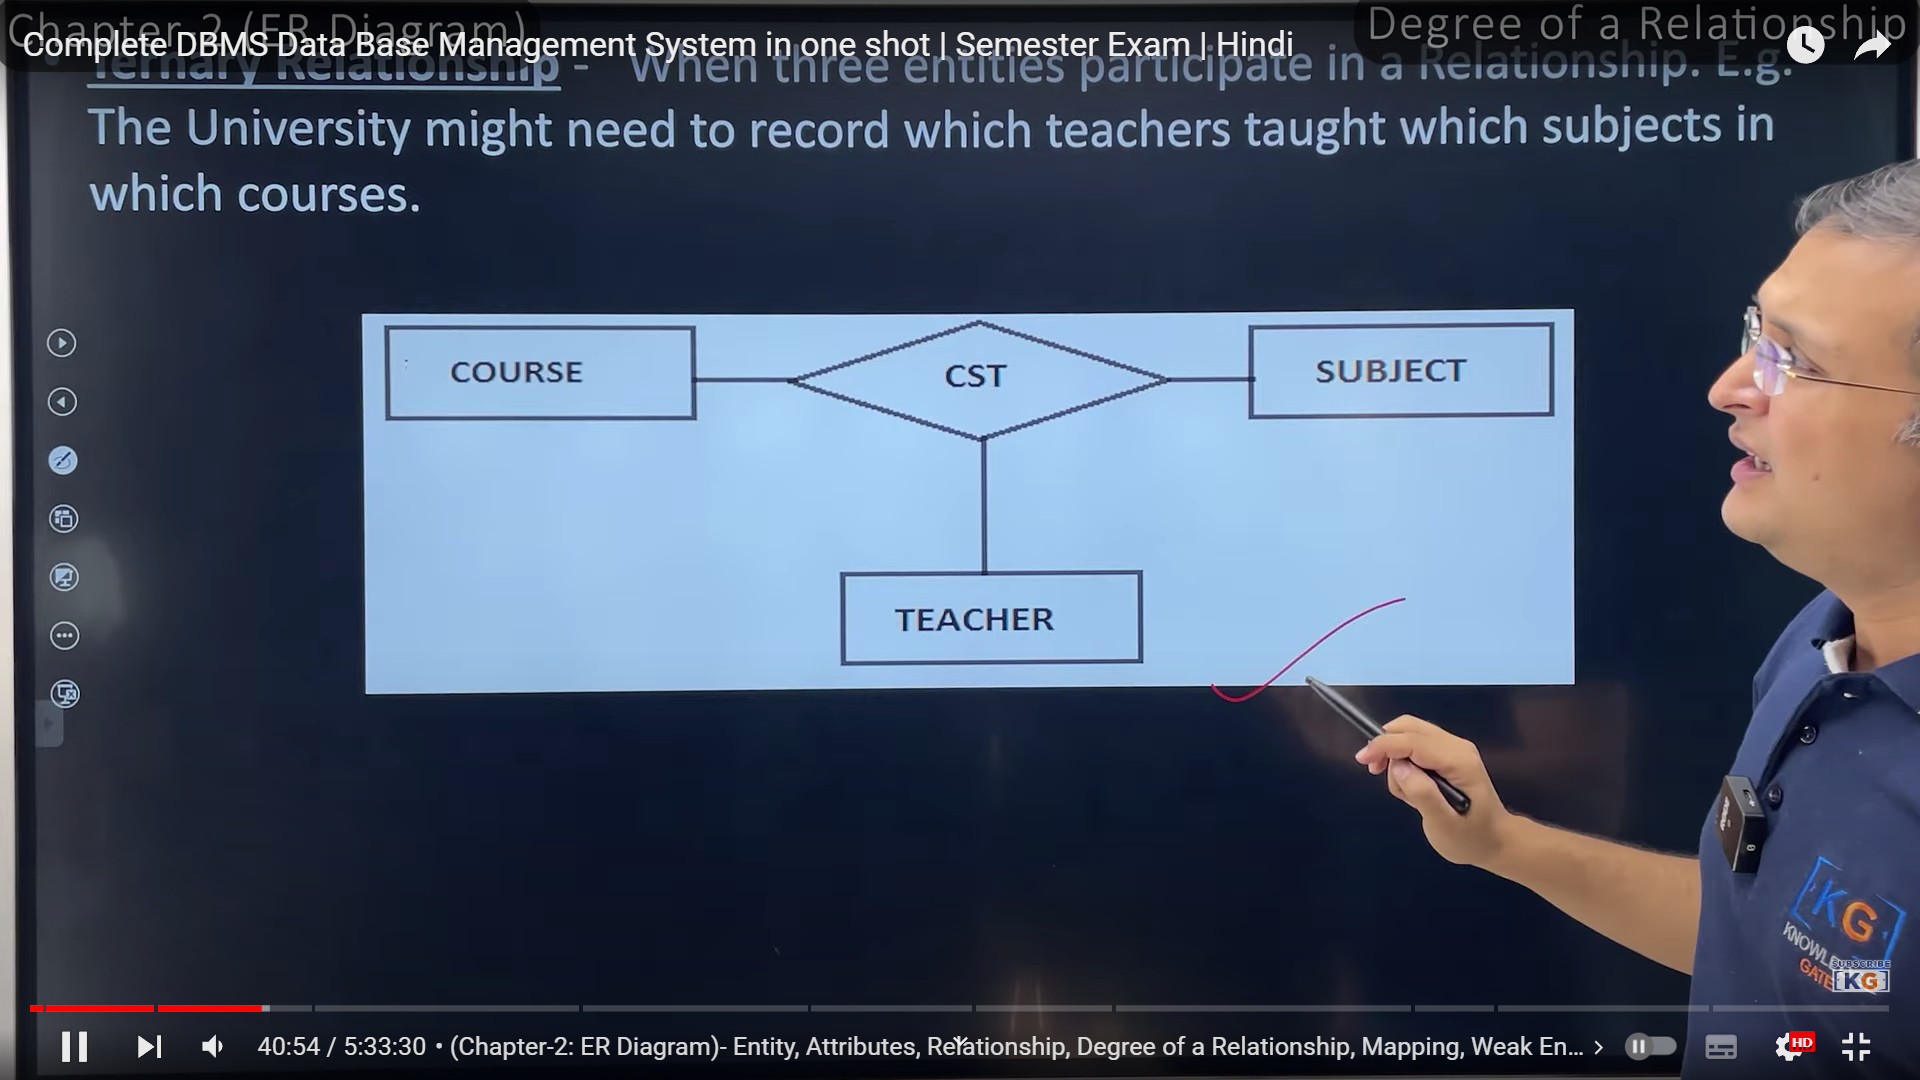 Chapter-2 (ER Diagram)
Degree of a Relationship
Complete DBMS Data Base Management System in one shot | Semester Exam | Hindi
Ternary Relationship - When three entities participate in a Relationship. E.g.
The University might need to record which teachers taught which subjects in
which courses.
COURSE
CST
SUBJECT
TEACHER
KG
KNOWL
GATE
SUBSCRIBE
KG
40:54 / 5:33:30 • (Chapter-2: ER Diagram)- Entity, Attributes, Relationship, Degree of a Relationship, Mapping, Weak En...
HD